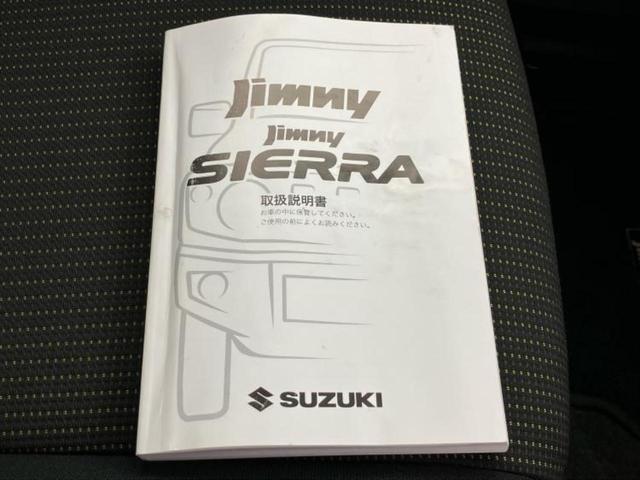 Jimny
Jimny
SIERRA
取扱説明書
お車の中に保管してください。
ご使用の前によくお読みください。
SUZUKI